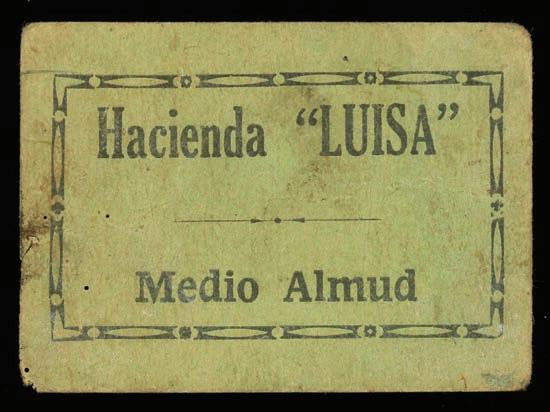 Hacienda “LUISA”
Medio Almud